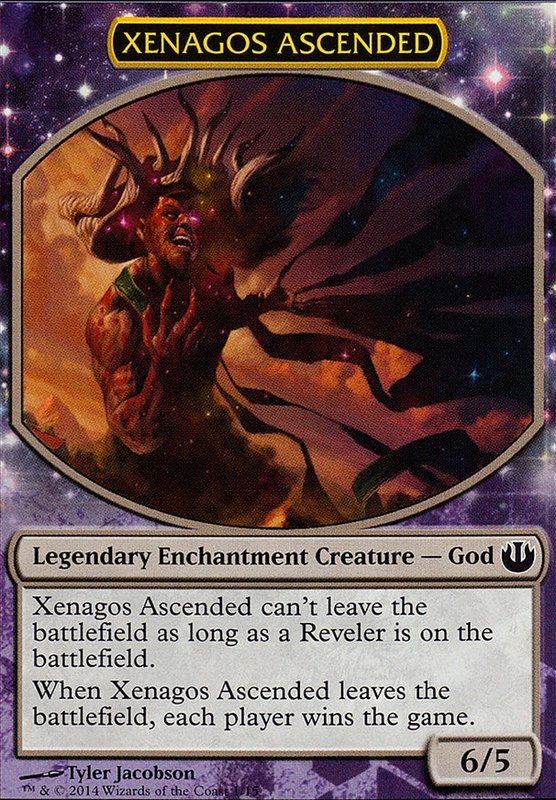 XENAGOS ASCENDED
Legendary Enchantment Creature — God
Xenagos Ascended can't leave the
battlefield as long as a Reveler is on the
battlefield.
When Xenagos Ascended leaves the
battlefield, each player wins the game.
6/5
Tyler Jacobson
™ & © 2014 Wizards of the Coast 1/15